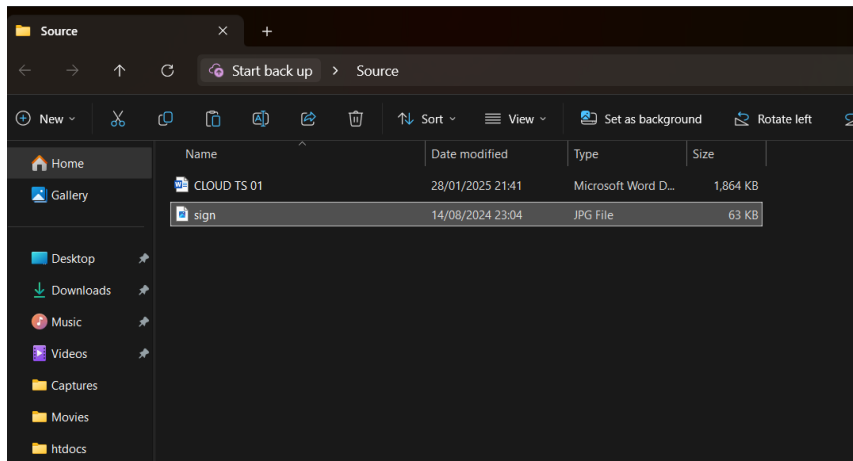 Source
Start back up > Source
New Sort View Set as background Rotate left
Name Date modified Type Size
Home
Gallery
CLOUD TS 01 28/01/2025 21:41 Microsoft Word D... 1,864 KB
sign 14/08/2024 23:04 JPG File 63 KB
Desktop
Downloads
Music
Videos
Captures
Movies
htdocs